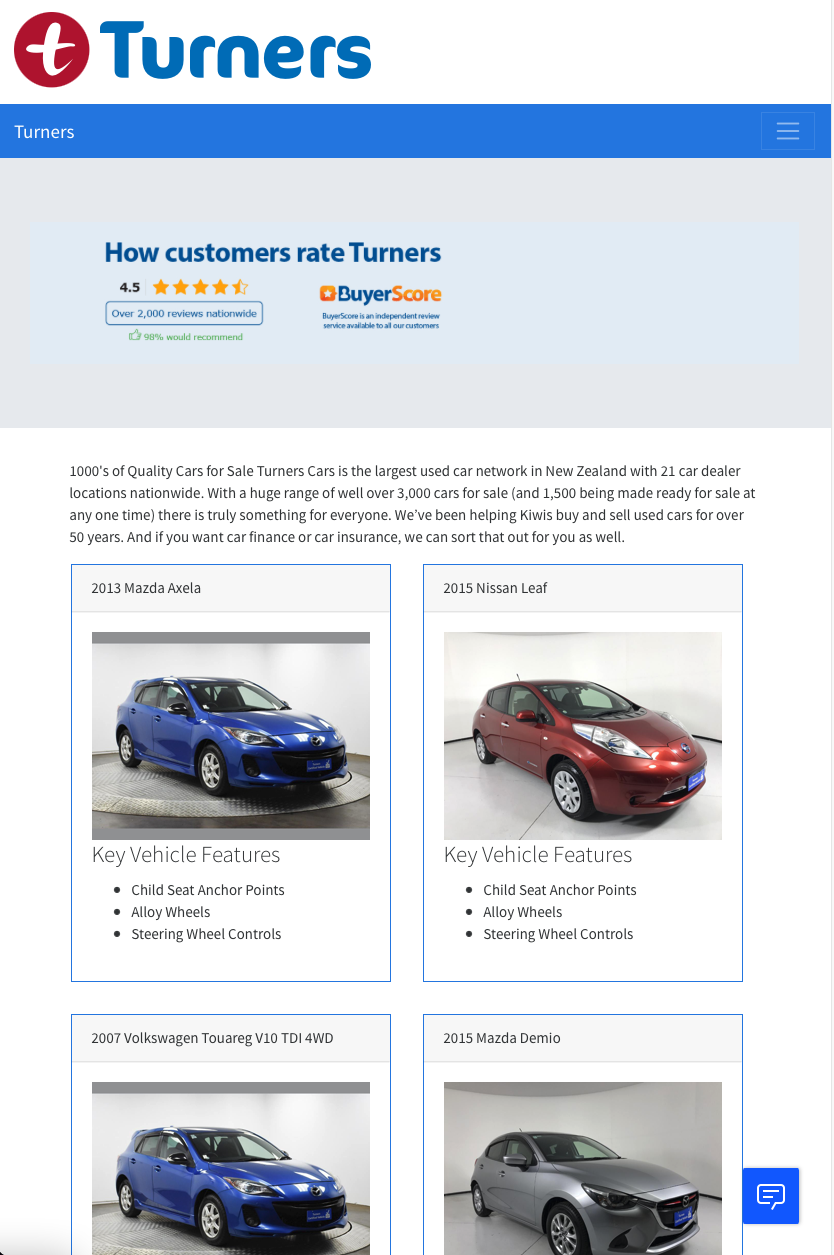 Turners
Turners
How customers rate Turners
4.5
BuyerScore
Over 2,000 reviews nationwide
BuyerScore is an independent review
service available to all our customers
98% would recommend
1000's of Quality Cars for Sale Turners Cars is the largest used car network in New Zealand with 21 car dealer
locations nationwide. With a huge range of well over 3,000 cars for sale (and 1,500 being made ready for sale at
any one time) there is truly something for everyone. We’ve been helping Kiwis buy and sell used cars for over
50 years. And if you want car finance or car insurance, we can sort that out for you as well.
2013 Mazda Axela
Key Vehicle Features
Child Seat Anchor Points
Alloy Wheels
Steering Wheel Controls
2015 Nissan Leaf
Key Vehicle Features
Child Seat Anchor Points
Alloy Wheels
Steering Wheel Controls
2007 Volkswagen Touareg V10 TDI 4WD
2015 Mazda Demio